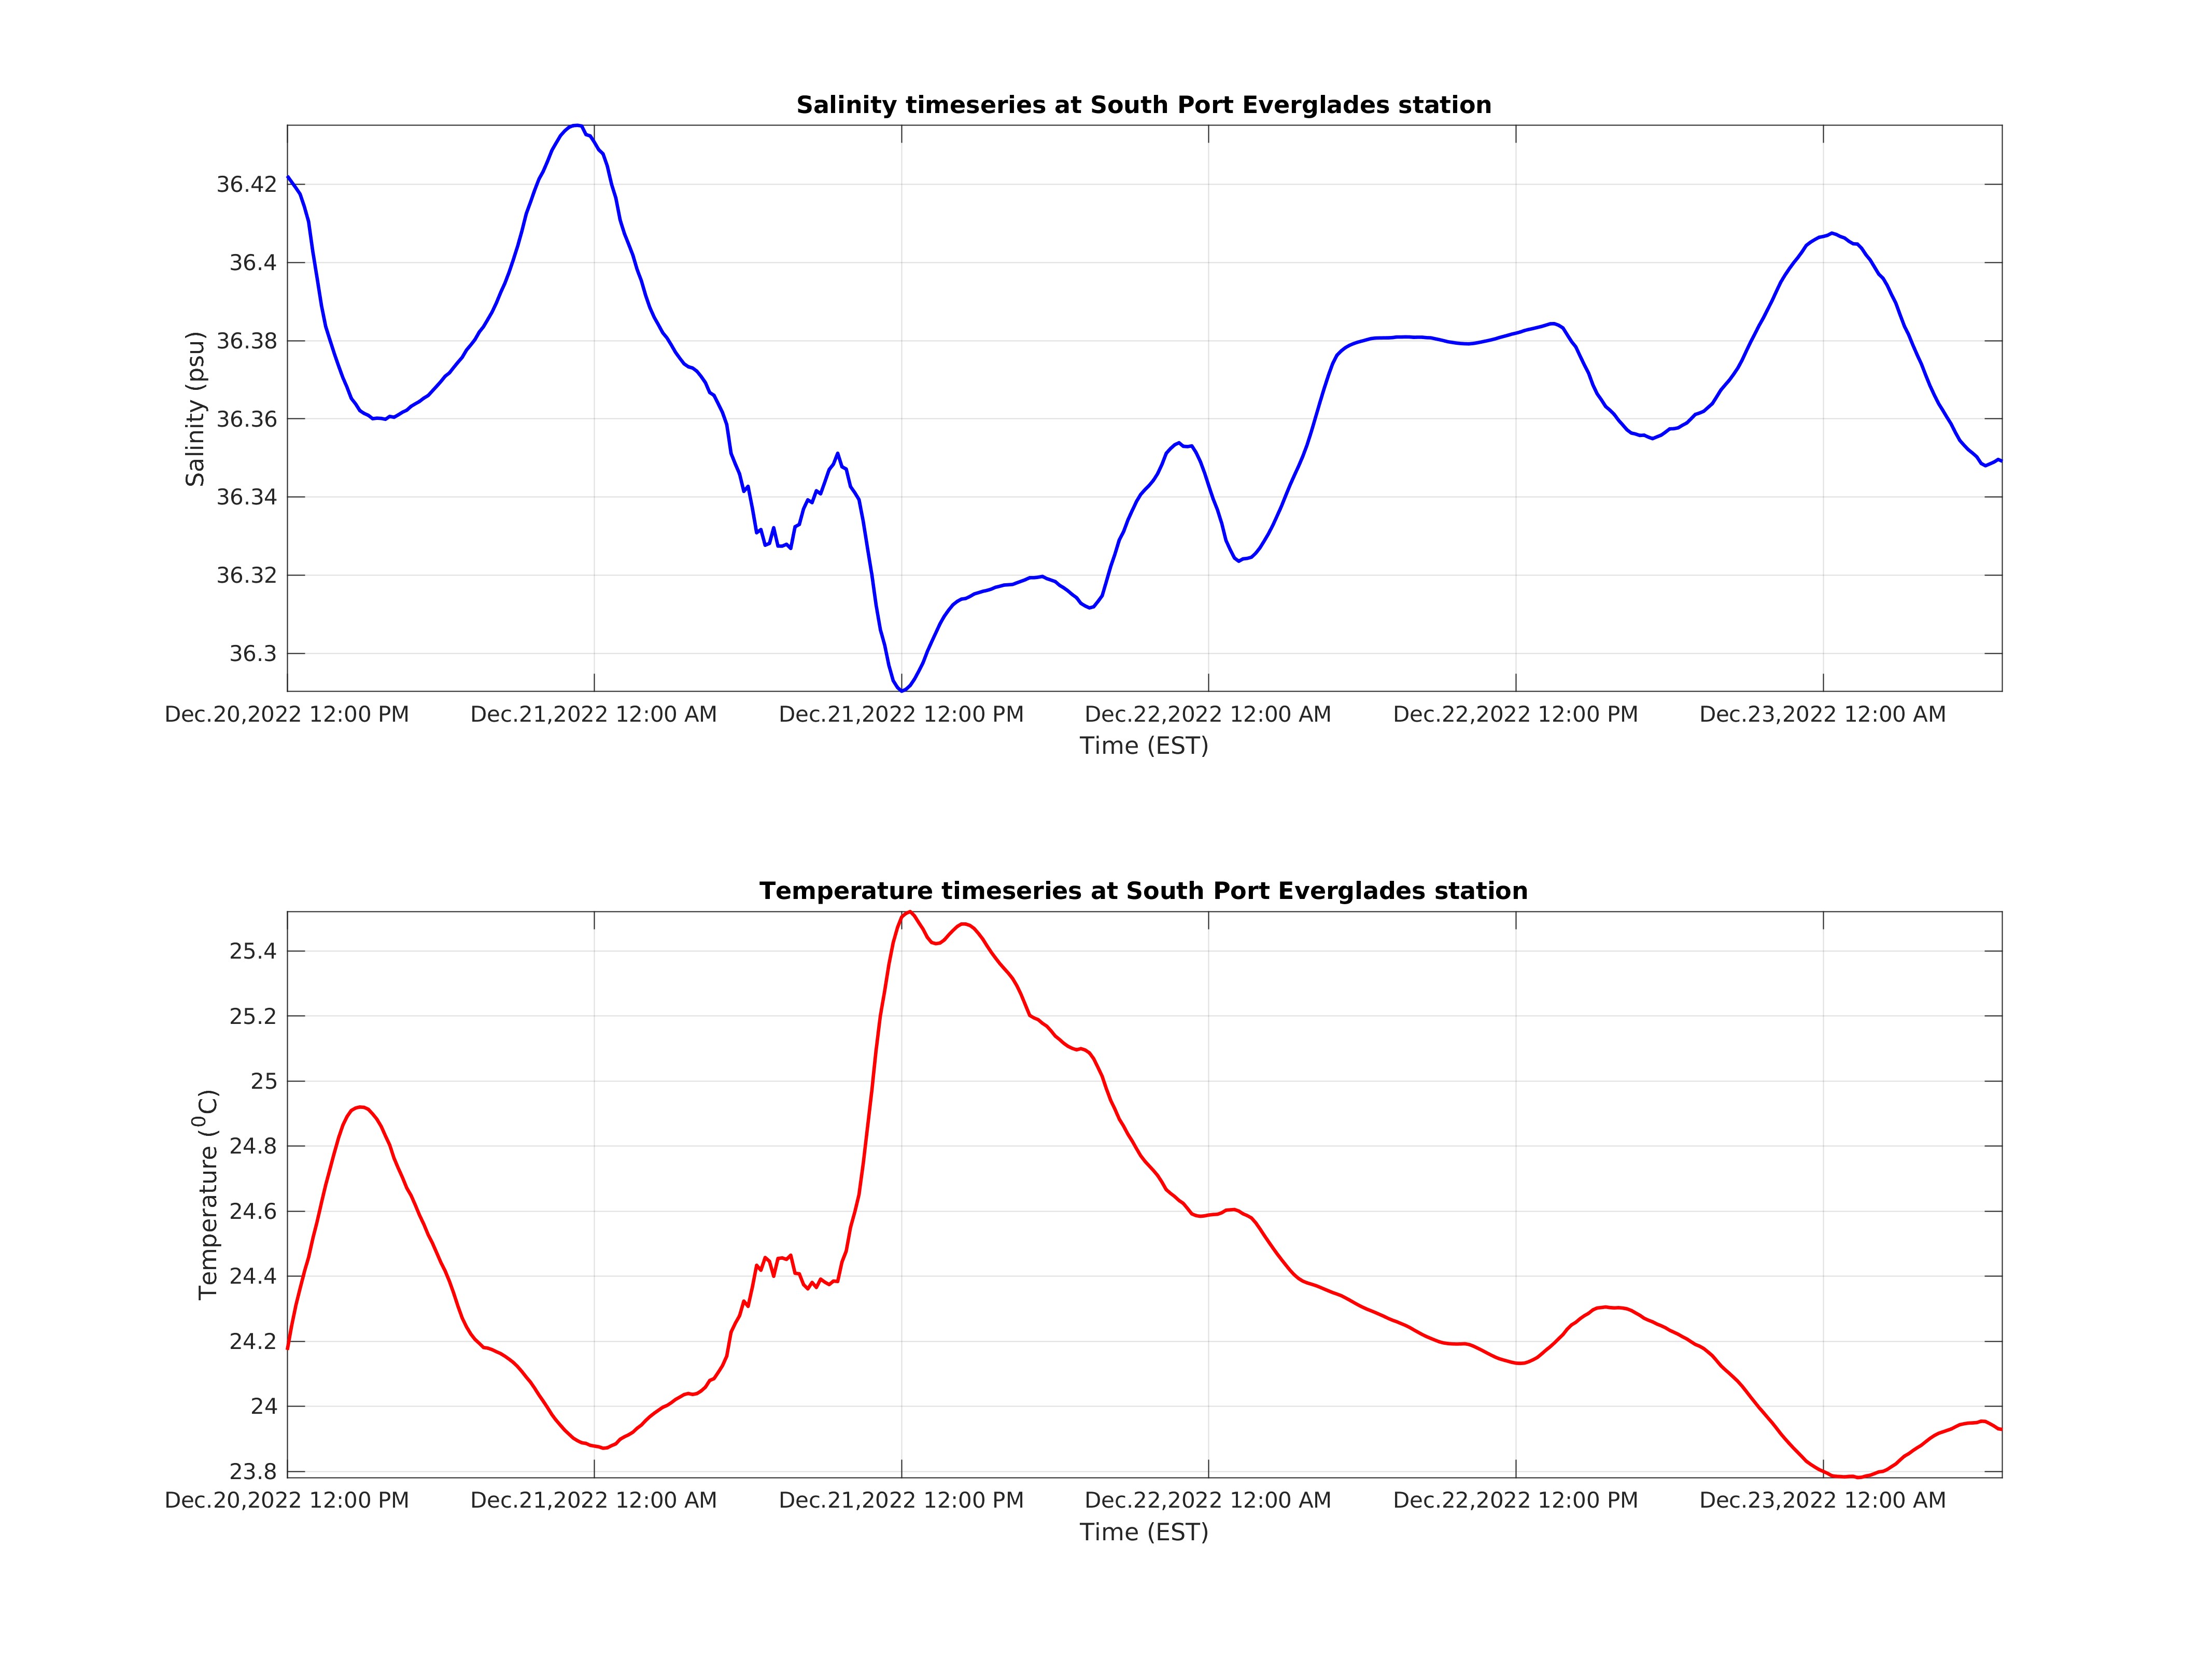 Salinity timeseries at South Port Everglades station
36.42
36.4
36.38
36.36
36.34
36.32
36.3
Salinity (psu)
Dec.20,2022 12:00 PM Dec.21,2022 12:00 AM Dec.21,2022 12:00 PM Dec.22,2022 12:00 AM Dec.22,2022 12:00 PM Dec.23,2022 12:00 AM
Time (EST)
Temperature timeseries at South Port Everglades station
25.4
25.2
25
24.8
24.6
24.4
24.2
24
23.8
Temperature (⁰C)
Dec.20,2022 12:00 PM Dec.21,2022 12:00 AM Dec.21,2022 12:00 PM Dec.22,2022 12:00 AM Dec.22,2022 12:00 PM Dec.23,2022 12:00 AM
Time (EST)